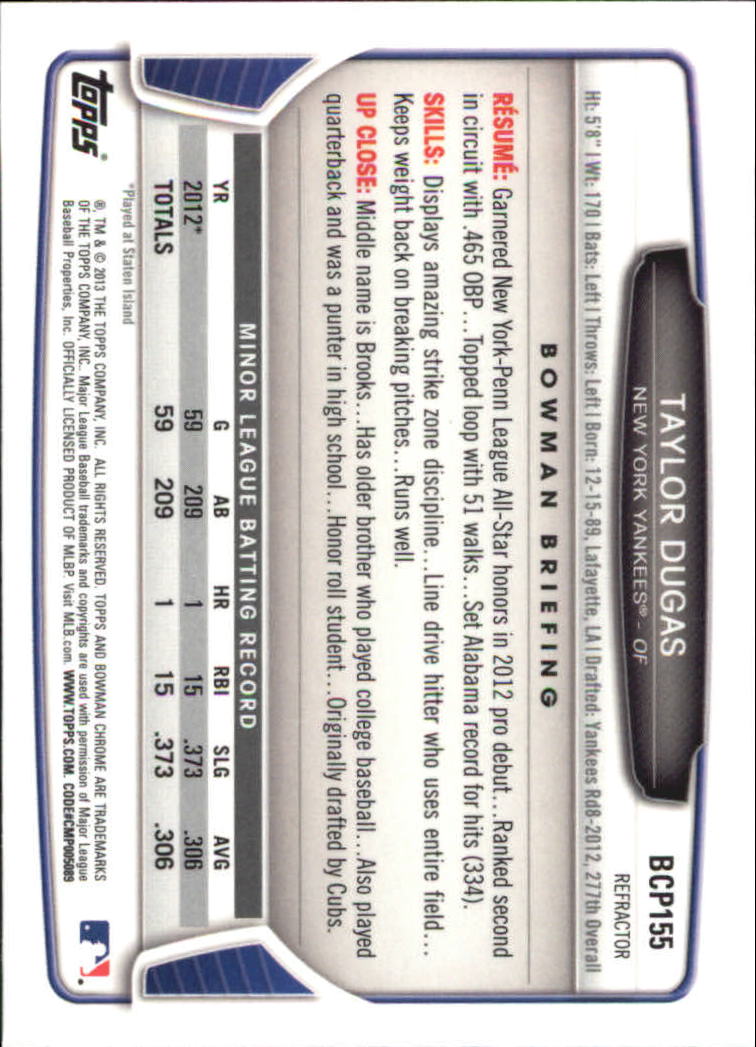 BCP155
REFRACTOR
TAYLOR DUGAS
NEW YORK YANKEES® - OF
Ht: 5'8" | Wt: 170 | Bats: Left | Throws: Left | Born: 12-15-89, Lafayette, LA | Drafted: Yankees Rd8-2012, 277th Overall
BOWMAN BRIEFING
RÉSUMÉ: Garnered New York-Penn League All-Star honors in 2012 pro debut...Ranked second
in circuit with .465 OBP...Topped loop with 51 walks...Set Alabama record for hits (334).
SKILLS: Displays amazing strike zone discipline...Line drive hitter who uses entire field...
Keeps weight back on breaking pitches...Runs well.
UP CLOSE: Middle name is Brooks...Has older brother who played college baseball...Also played
quarterback and was a punter in high school...Honor roll student...Originally drafted by Cubs.
MINOR LEAGUE BATTING RECORD
YR G AB HR RBI SLG AVG
2012* 59 209 1 15 .373 .306
TOTALS 59 209 1 15 .373 .306
*Played at Staten Island
®, TM & © 2013 THE TOPPS COMPANY, INC. ALL RIGHTS RESERVED. TOPPS AND BOWMAN CHROME ARE TRADEMARKS
OF THE TOPPS COMPANY, INC. Major League Baseball trademarks and copyrights are used with permission of Major League
Baseball Properties, Inc. OFFICIALLY LICENSED PRODUCT OF MLBP. Visit MLB.com. WWW.TOPPS.COM. CODE#CMP005089
Topps®